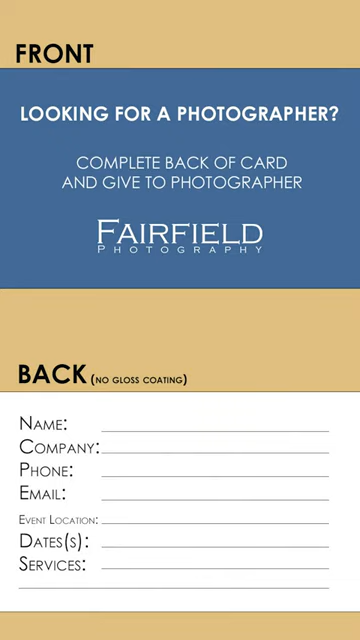 FRONT
LOOKING FOR A PHOTOGRAPHER?
COMPLETE BACK OF CARD
AND GIVE TO PHOTOGRAPHER
FAIRFIELD
PHOTOGRAPHY
BACK (NO GLOSS COATING)
NAME:
COMPANY:
PHONE:
EMAIL:
EVENT LOCATION:
DATES(S):
SERVICES: